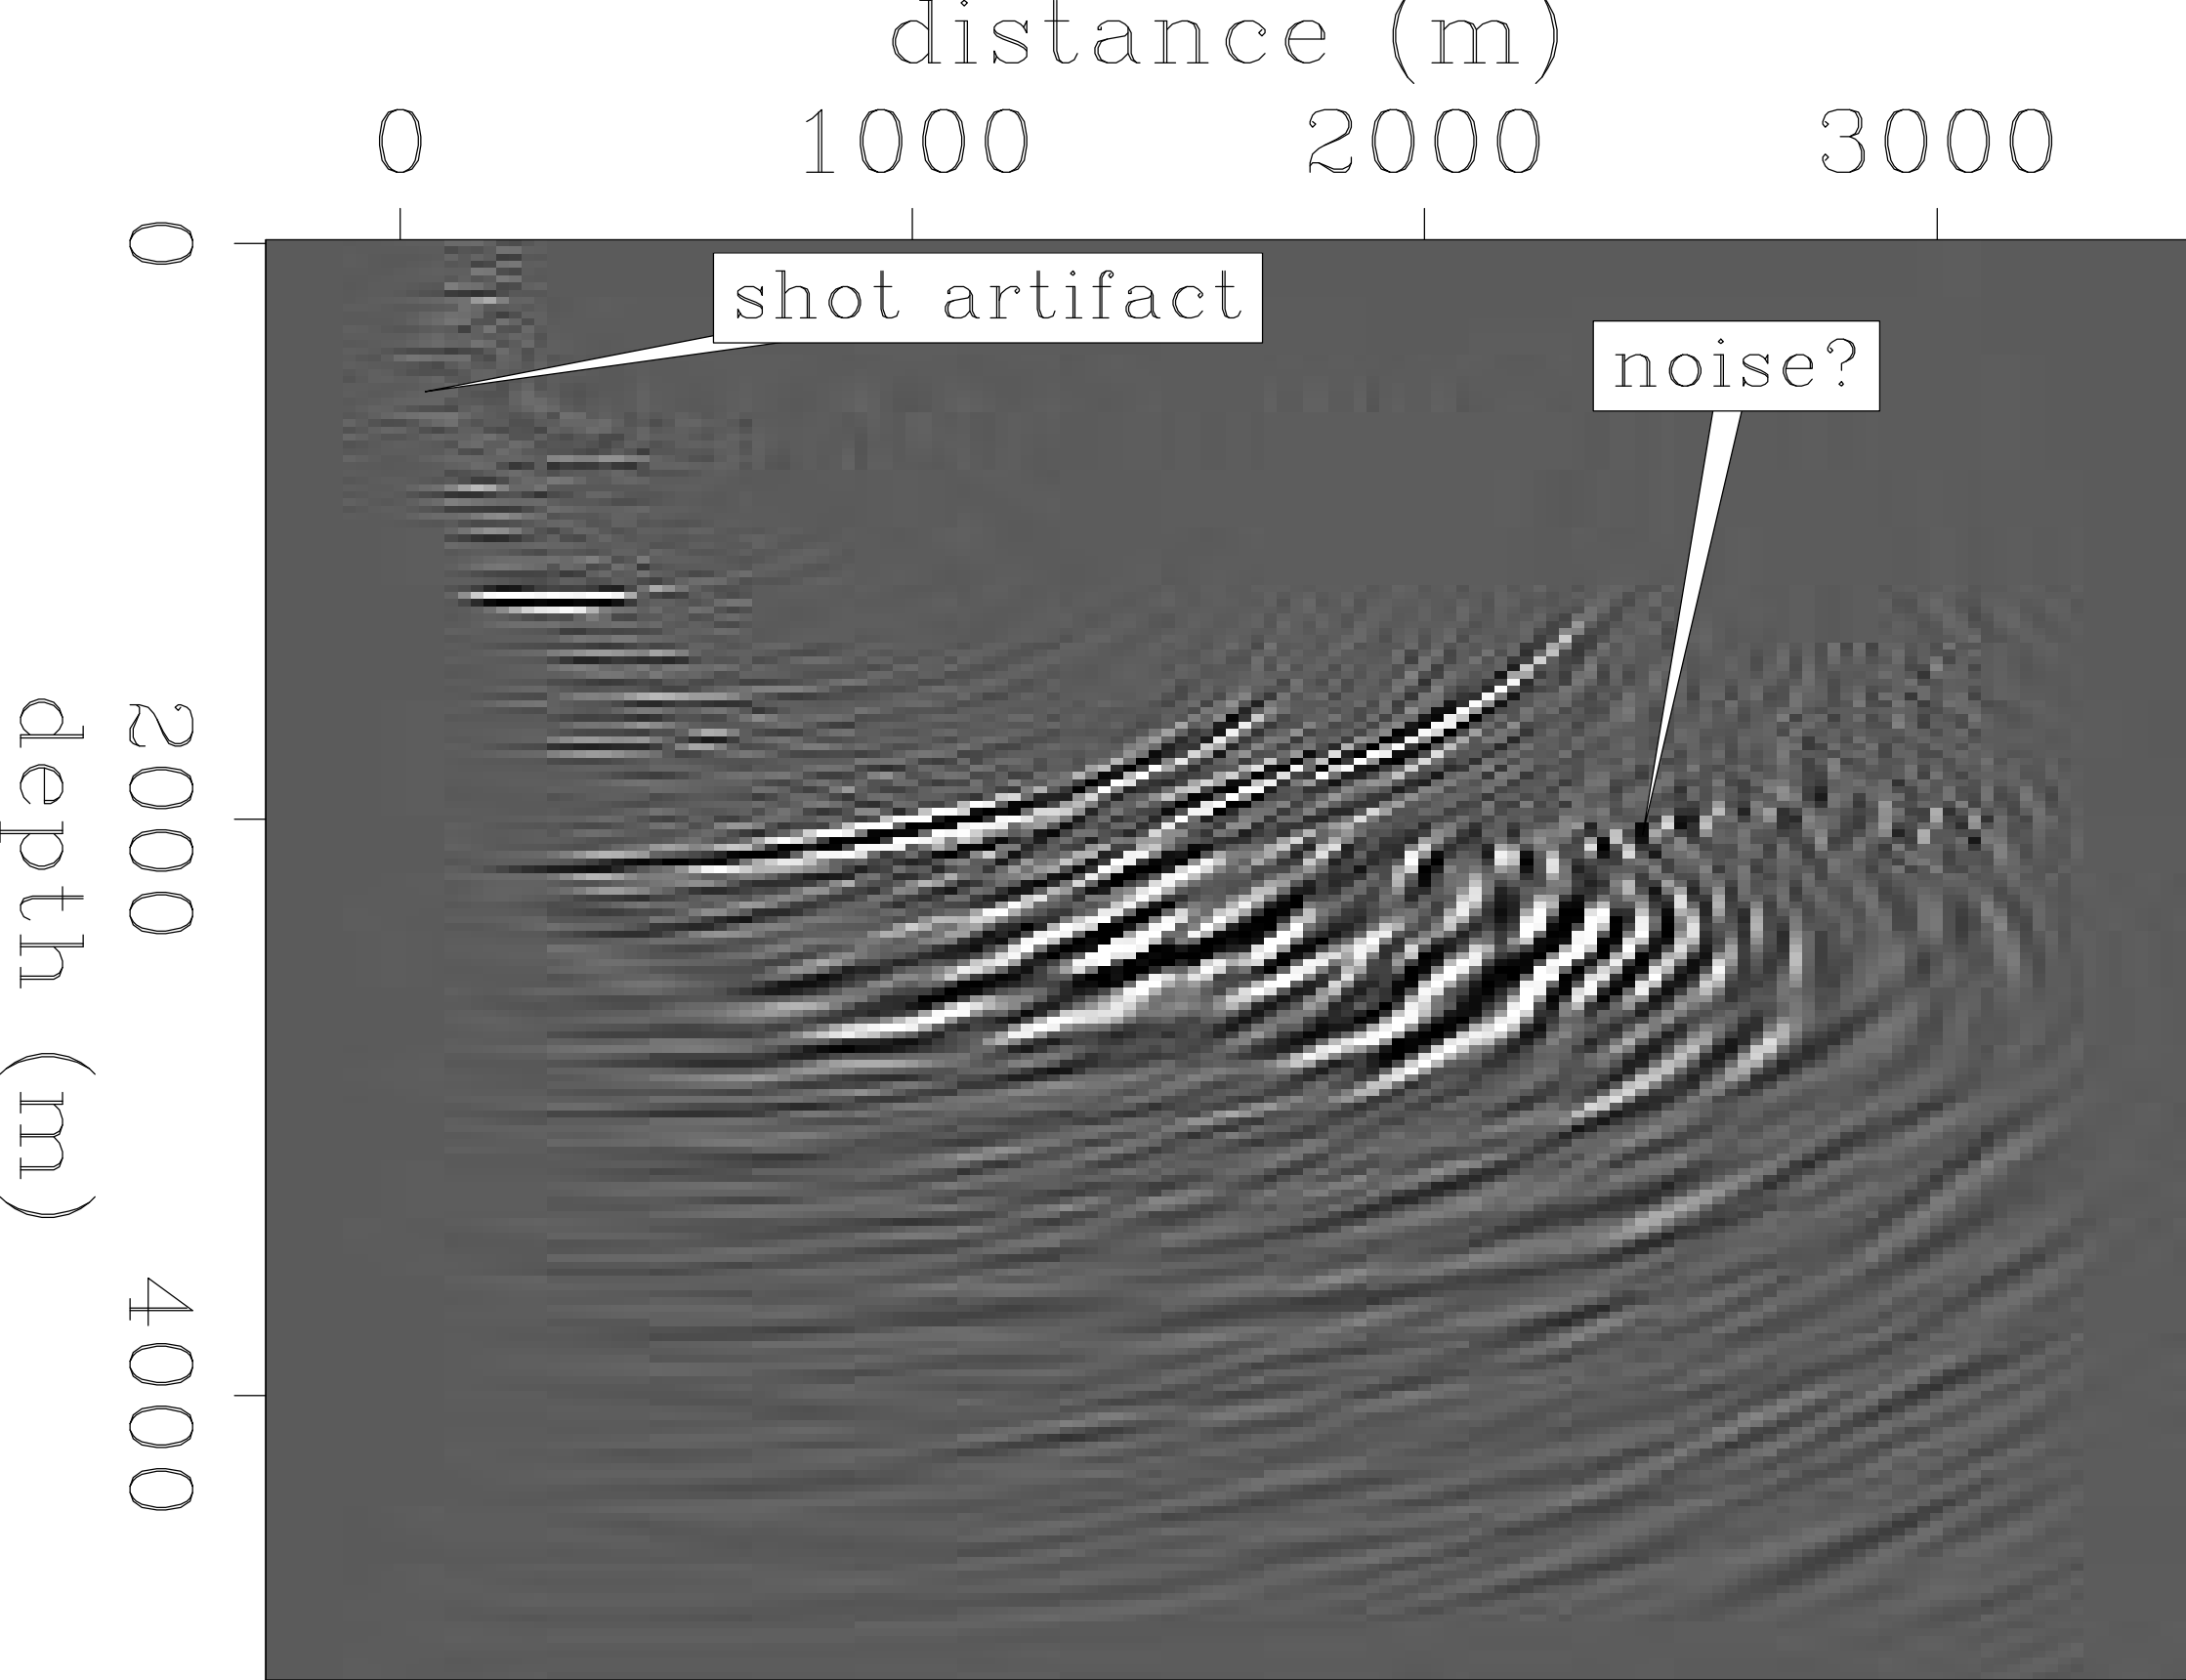 distance (m)
0 1000 2000 3000
shot artifact
noise?
0
2000
4000
depth (m)